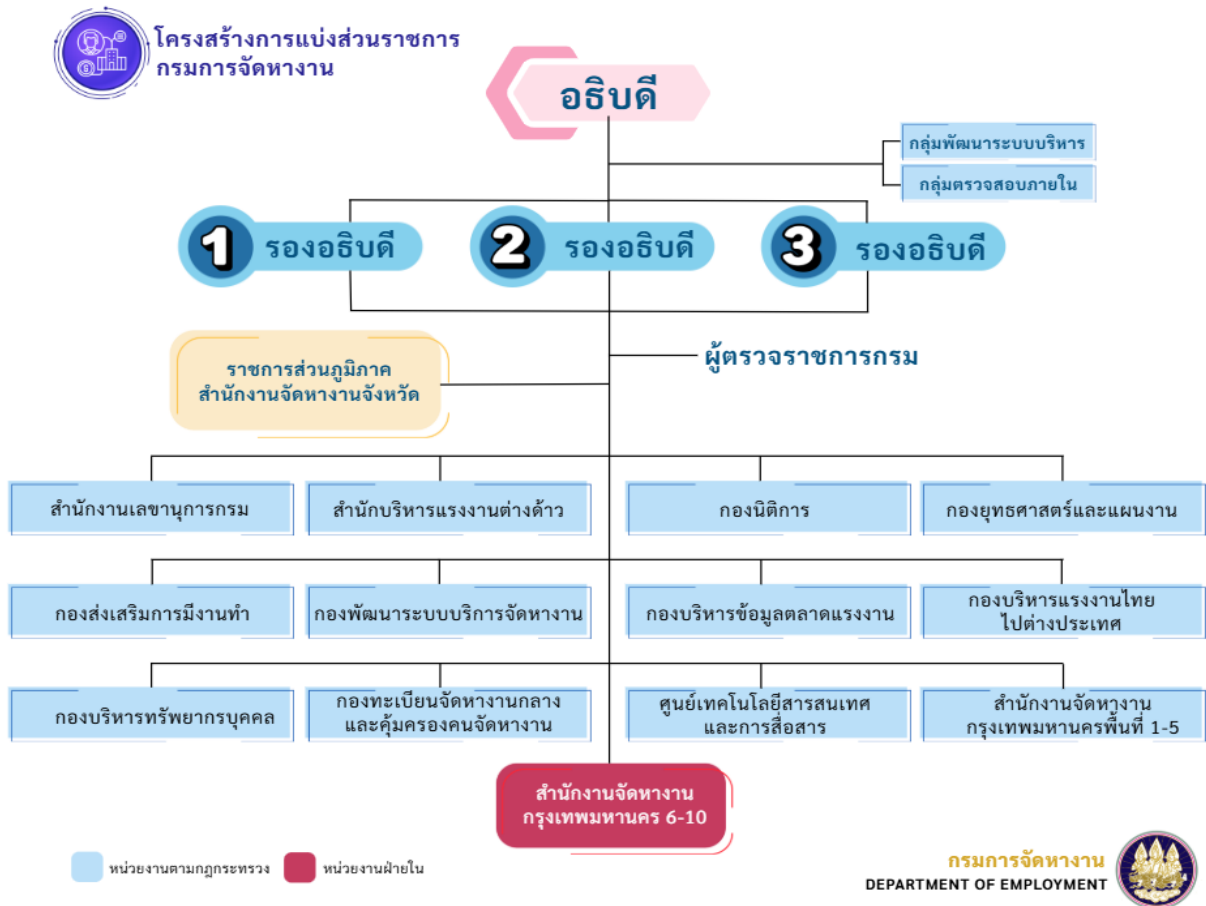 โครงสร้างการแบ่งส่วนราชการ
กรมการจัดหางาน
อธิบดี
กลุ่มพัฒนาระบบบริหาร
กลุ่มตรวจสอบภายใน
1 รองอธิบดี
2 รองอธิบดี
3 รองอธิบดี
ผู้ตรวจราชการกรม
ราชการส่วนภูมิภาค
สำนักงานจัดหางานจังหวัด
สำนักงานเลขานุการกรม
สำนักบริหารแรงงานต่างด้าว
กองนิติการ
กองยุทธศาสตร์และแผนงาน
กองส่งเสริมการมีงานทำ
กองพัฒนาระบบบริการจัดหางาน
กองบริหารข้อมูลตลาดแรงงาน
กองบริหารแรงงานไทย
ไปต่างประเทศ
กองบริหารทรัพยากรบุคคล
กองทะเบียนจัดหางานกลาง
และคุ้มครองคนจัดหางาน
ศูนย์เทคโนโลยีสารสนเทศ
และการสื่อสาร
สำนักงานจัดหางาน
กรุงเทพมหานครพื้นที่ 1-5
สำนักงานจัดหางาน
กรุงเทพมหานคร 6-10
หน่วยงานตามกฎกระทรวง
หน่วยงานฝ่ายใน
กรมการจัดหางาน
DEPARTMENT OF EMPLOYMENT